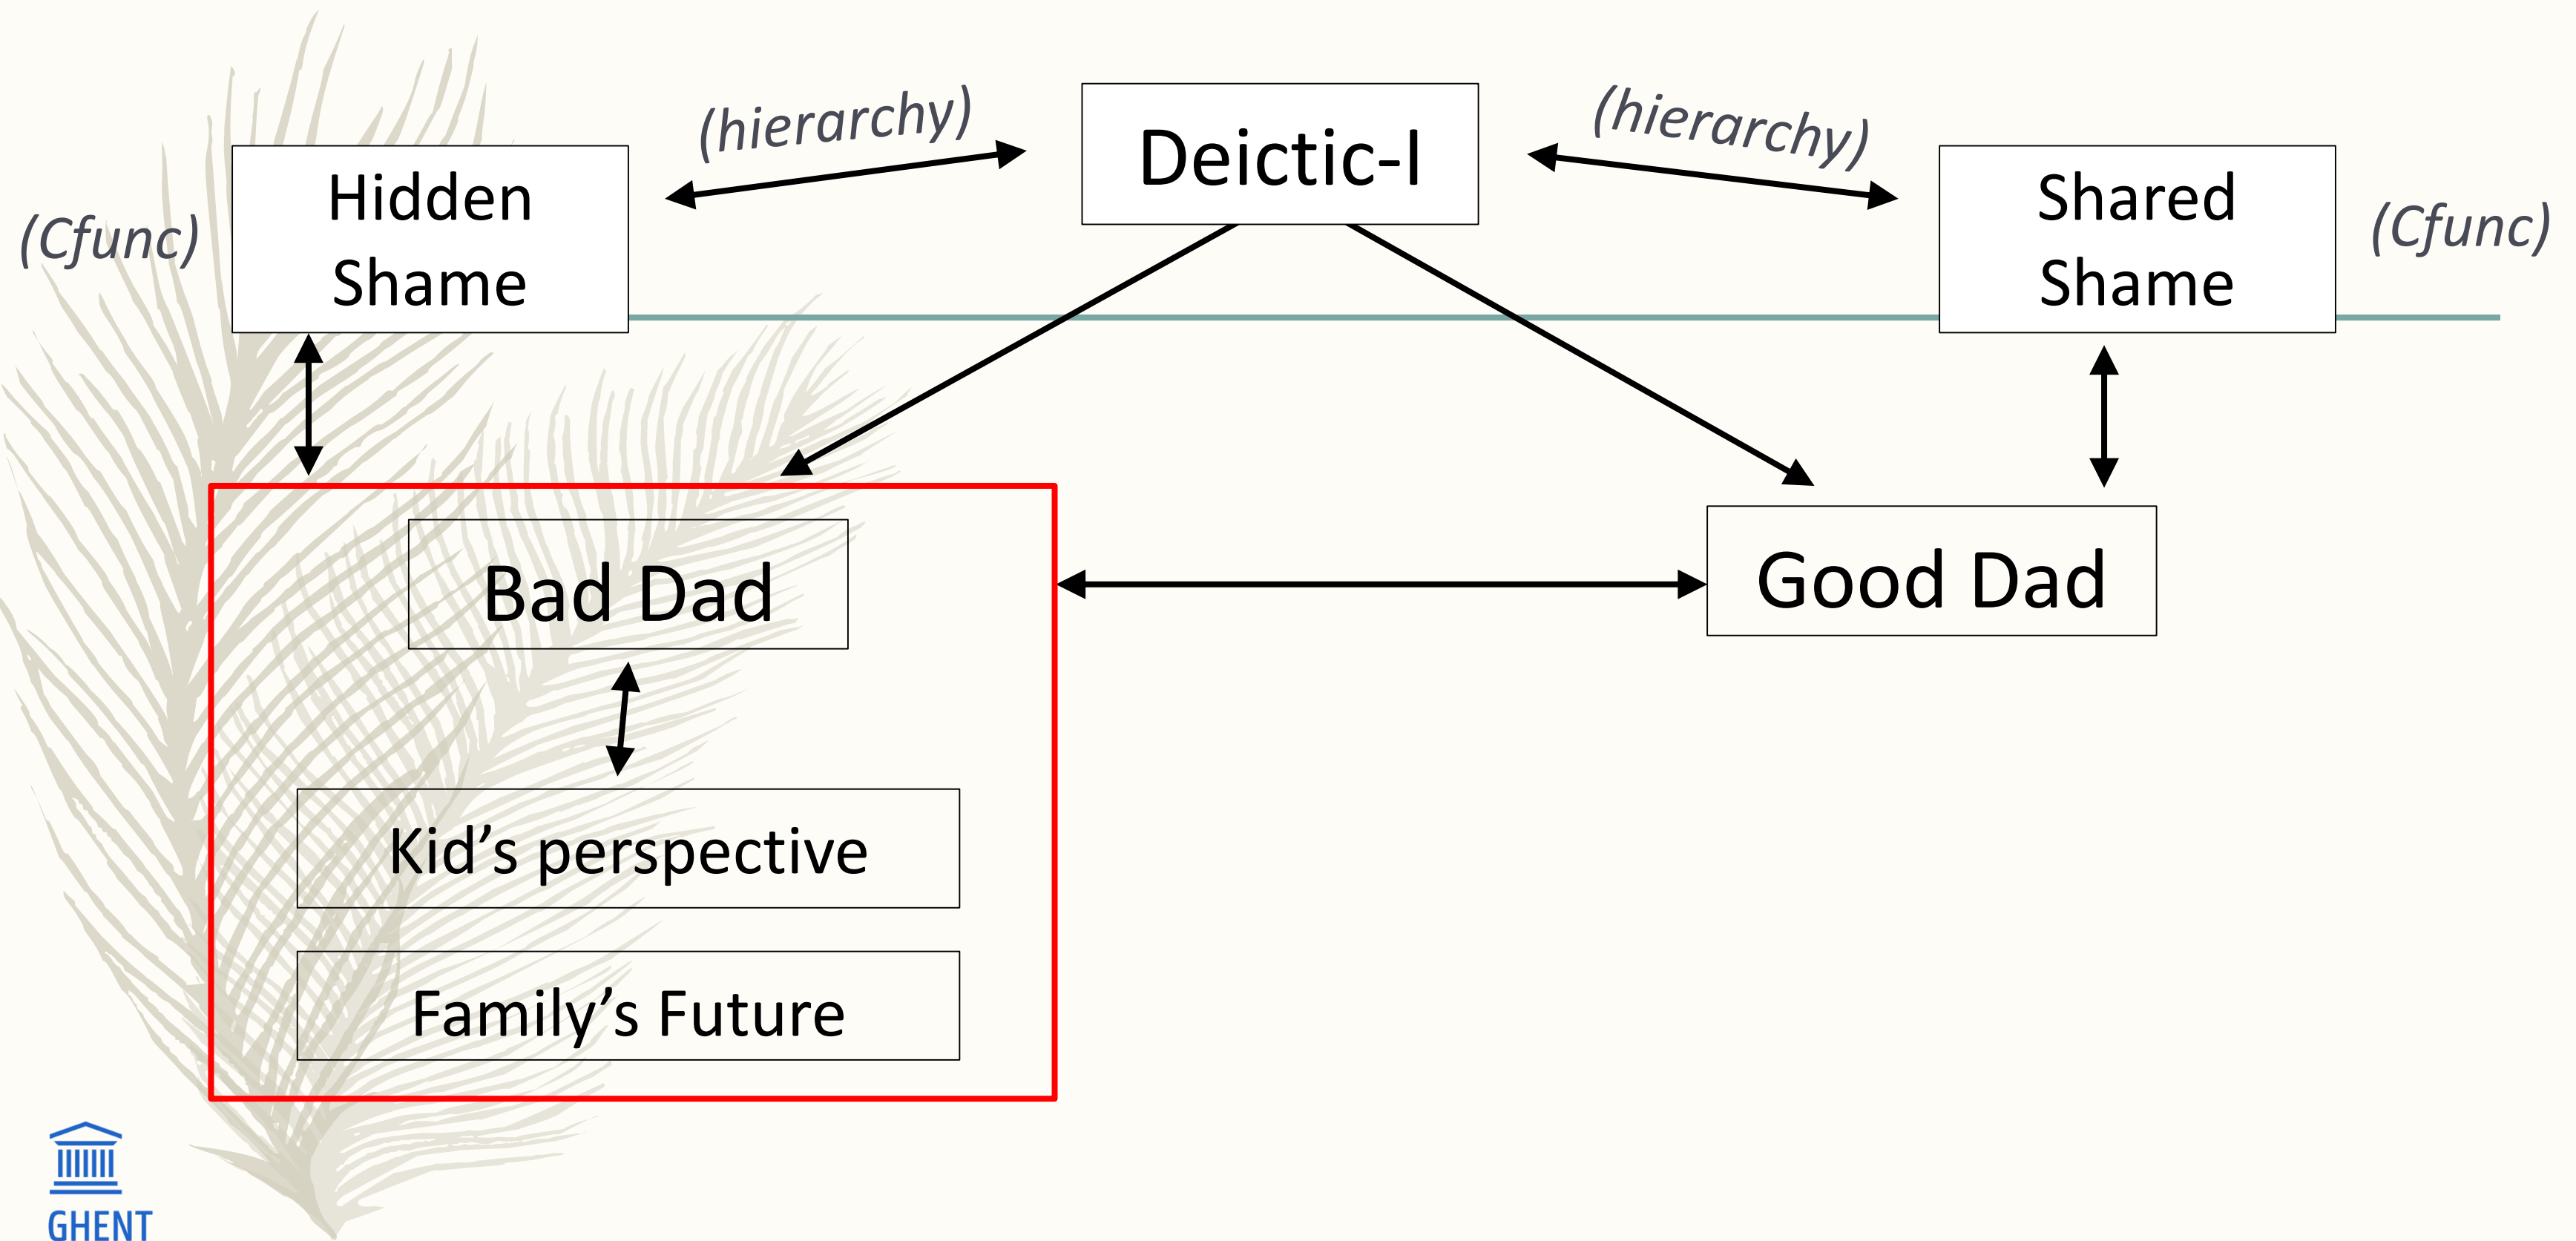 (hierarchy)
Deictic-I
(hierarchy)
(Cfunc)
Hidden
Shame
Shared
Shame
(Cfunc)
Bad Dad
Good Dad
Kid’s perspective
Family’s Future
GHENT